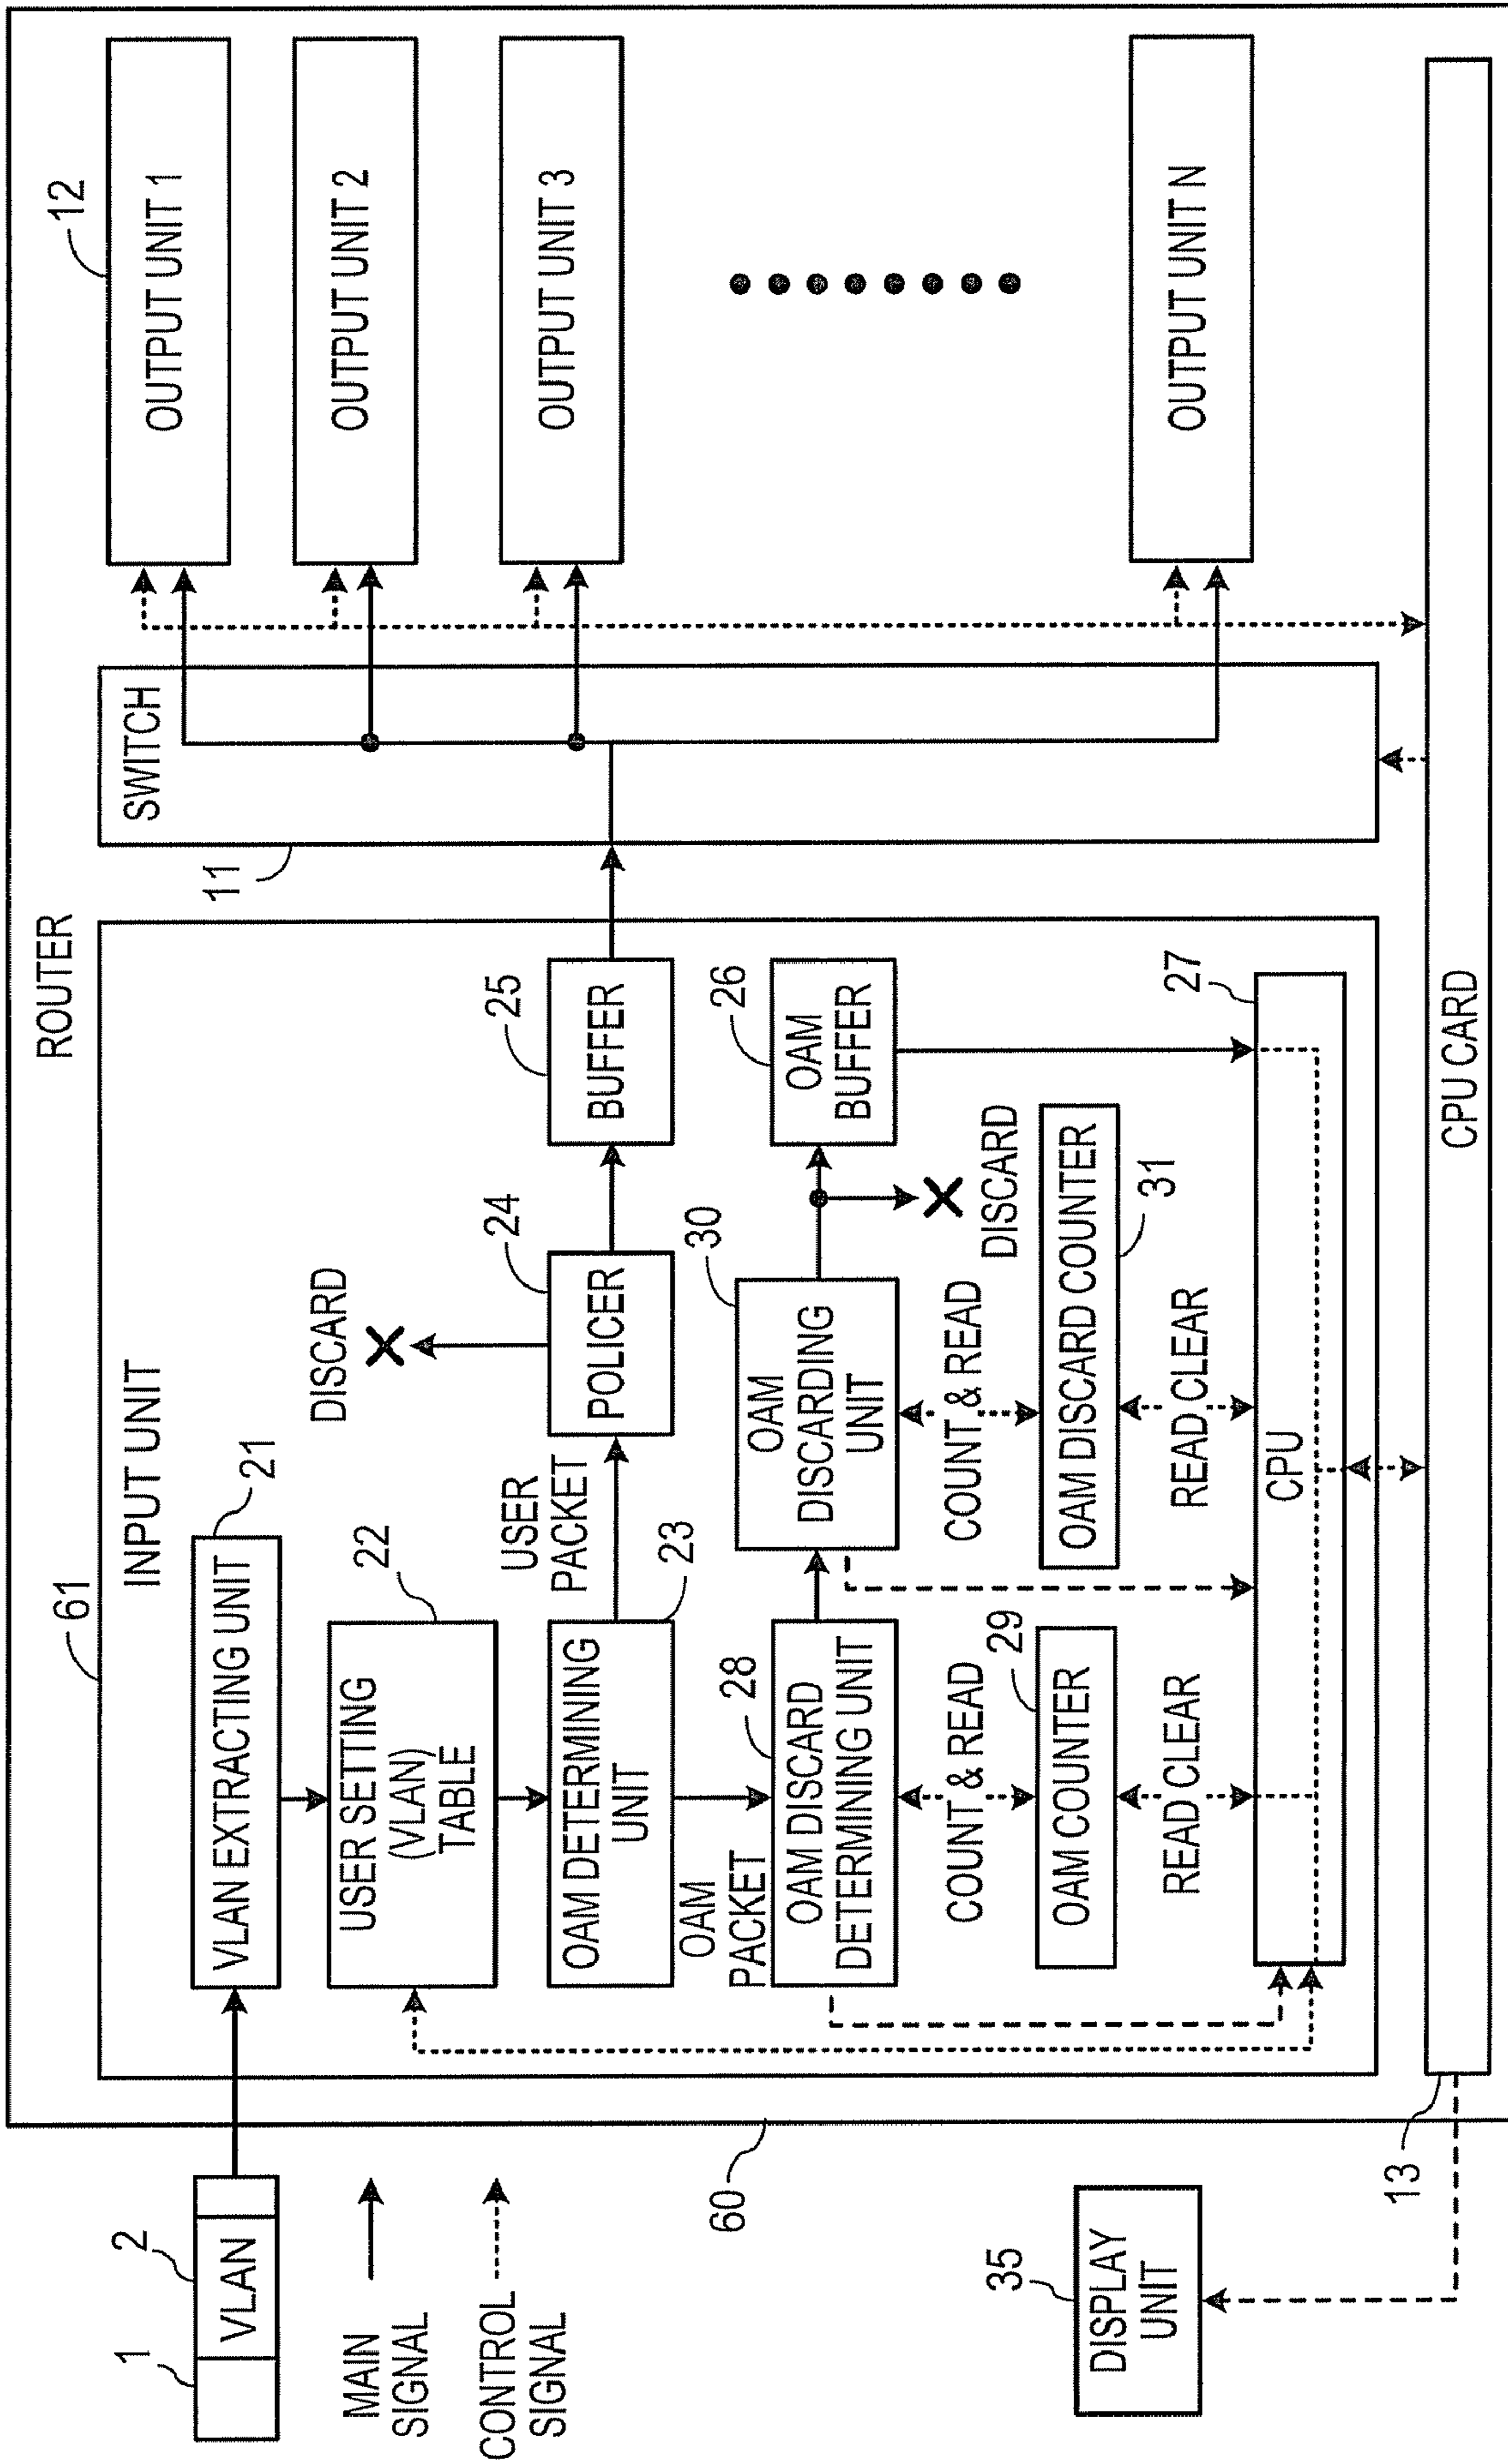 ROUTER
61
INPUT UNIT
1
2
VLAN
MAIN
SIGNAL
CONTROL
SIGNAL
VLAN EXTRACTING UNIT
21
USER SETTING
(VLAN)
TABLE
22
OAM DETERMINING
UNIT
23
USER
PACKET
DISCARD
POLICER
24
BUFFER
25
OAM
PACKET
OAM DISCARD
DETERMINING UNIT
28
OAM
DISCARDING
UNIT
30
OAM
BUFFER
26
DISCARD
COUNT & READ
COUNT & READ
OAM COUNTER
29
OAM DISCARD COUNTER
31
READ CLEAR
READ CLEAR
CPU
27
11
SWITCH
12
OUTPUT UNIT 1
OUTPUT UNIT 2
OUTPUT UNIT 3
OUTPUT UNIT N
60
13
CPU CARD
35
DISPLAY
UNIT